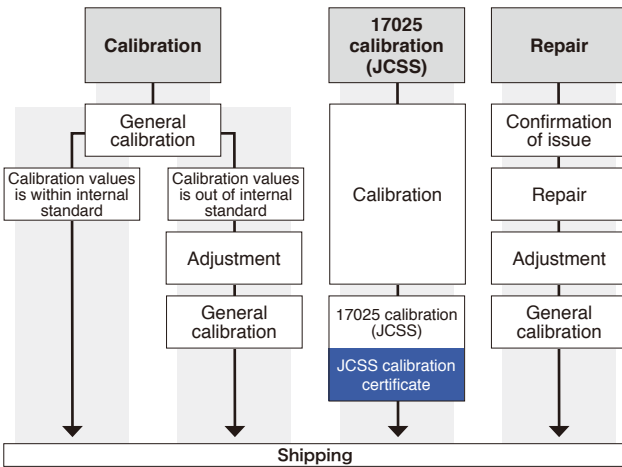 Calibration
General
calibration
Calibration values
is within internal
standard
Calibration values
is out of internal
standard
Adjustment
General
calibration
17025
calibration
(JCSS)
Calibration
17025 calibration
(JCSS)
JCSS calibration
certificate
Repair
Confirmation
of issue
Repair
Adjustment
General
calibration
Shipping